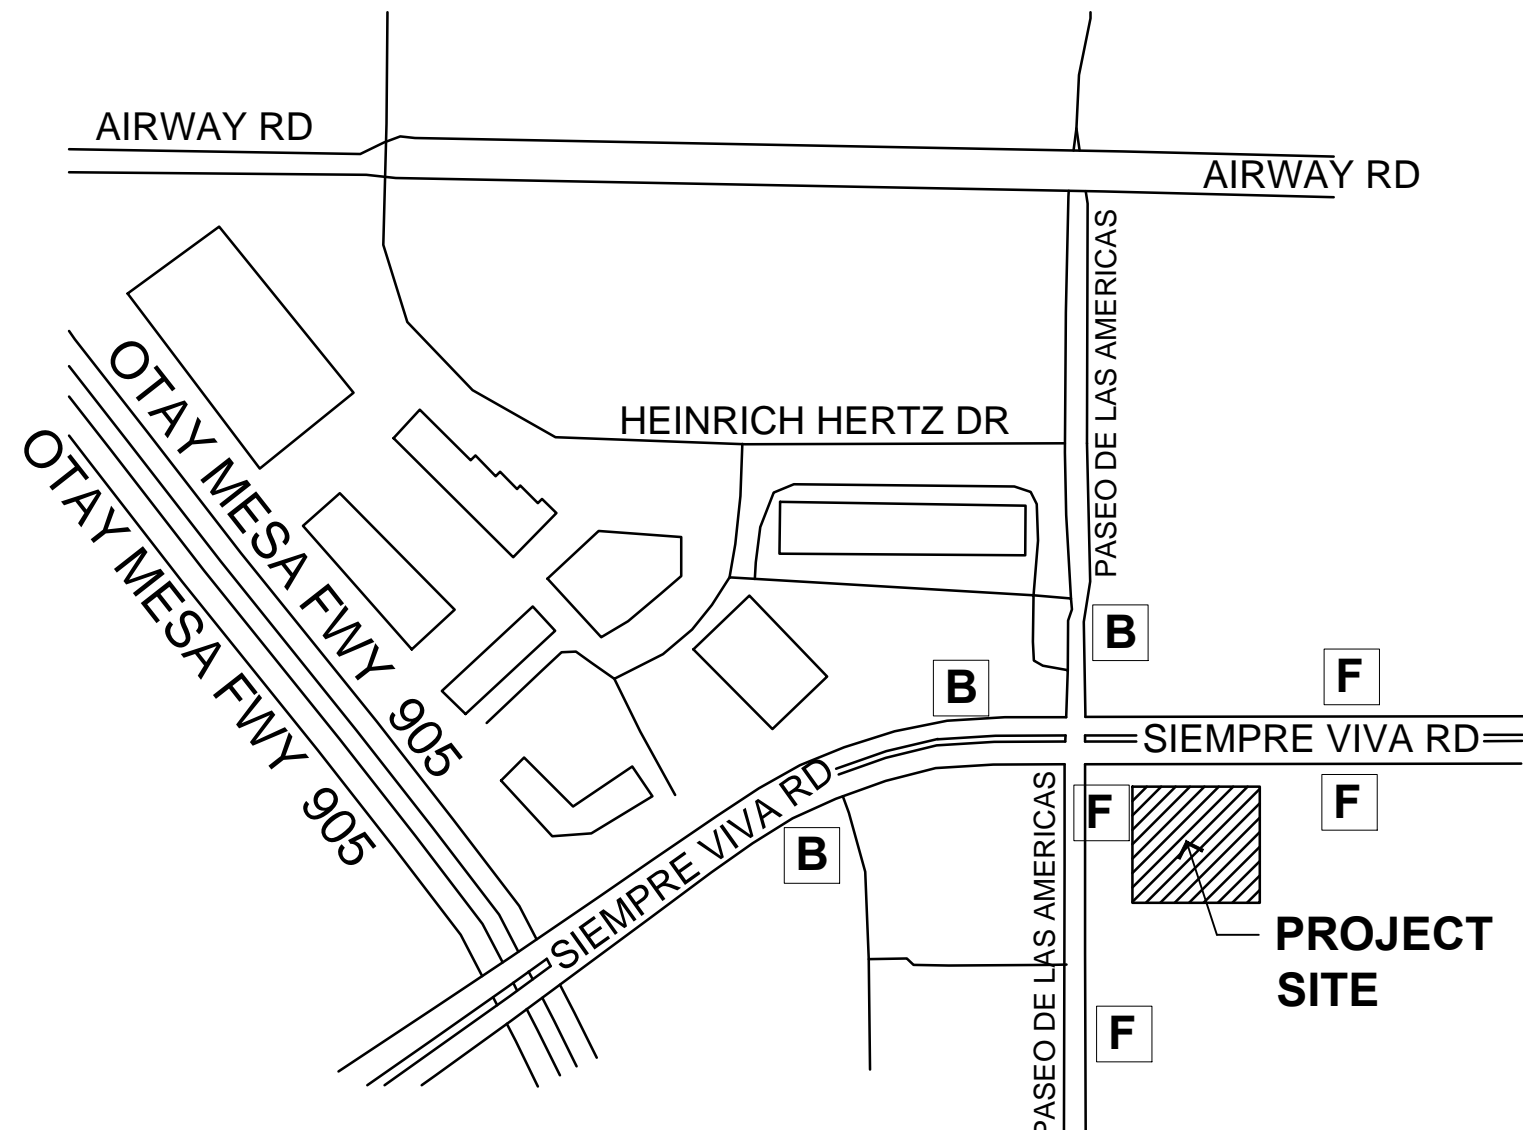 AIRWAY RD
AIRWAY RD
PASEO DE LAS AMERICAS
OTAY MESA FWY 905
OTAY MESA FWY 905
HEINRICH HERTZ DR
B
B
F
SIEMPRE VIVA RD
SIEMPRE VIVA RD
F
F
B
PASEO DE LAS AMERICAS
PROJECT
SITE
F